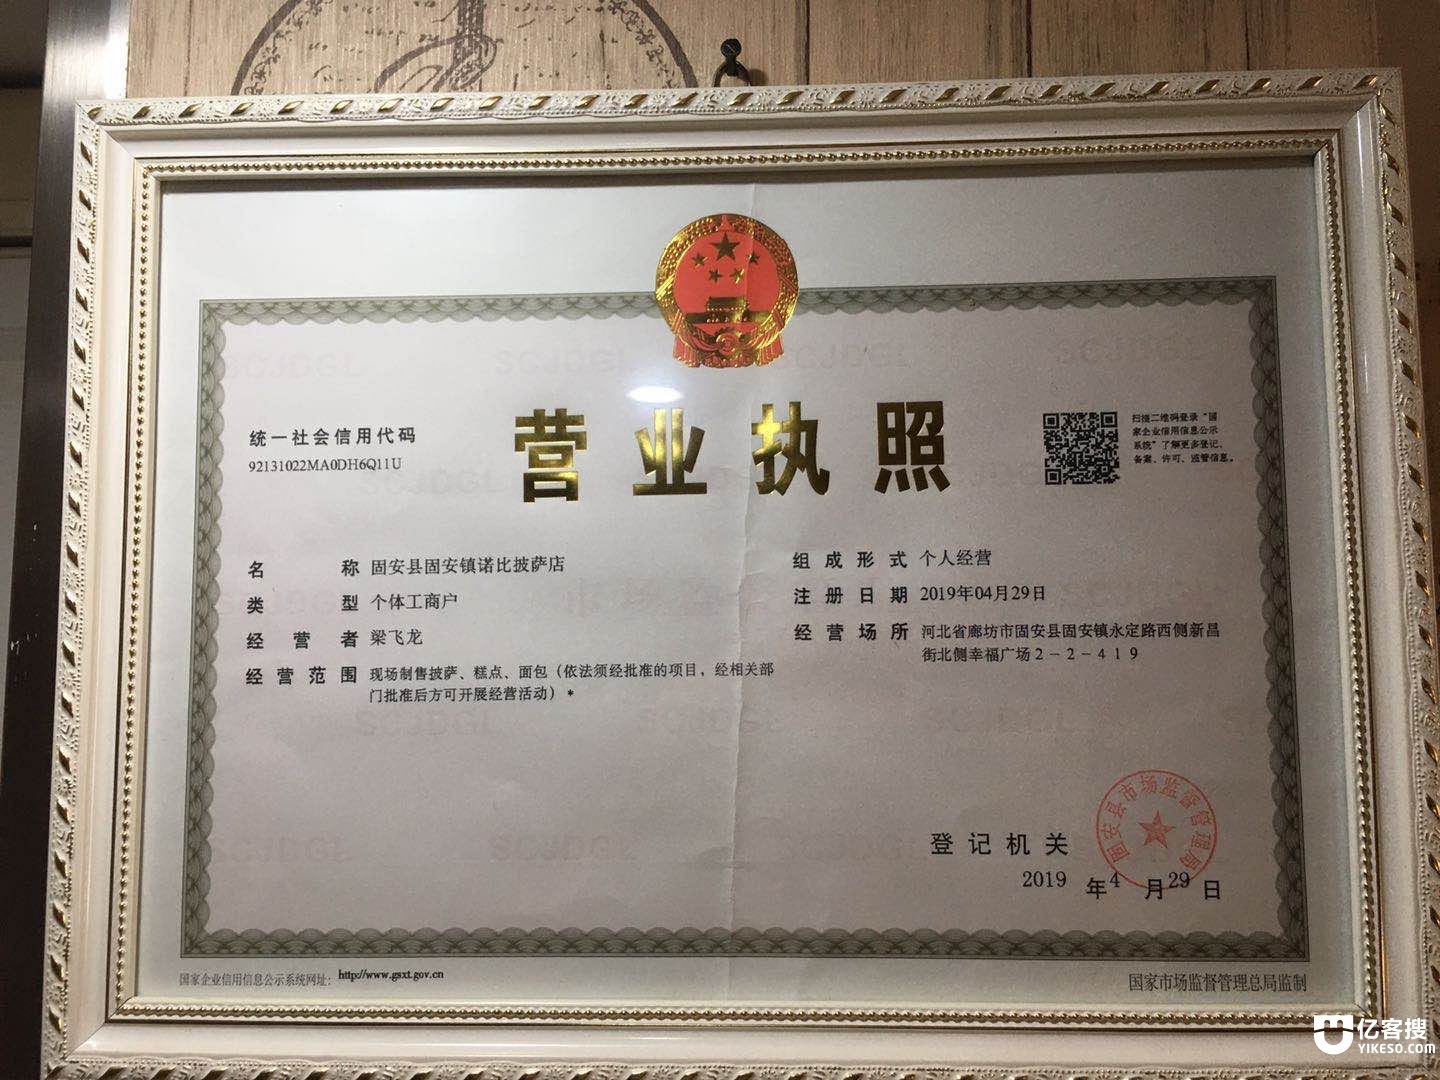 营业执照
统一社会信用代码
92131022MA0DH6Q11U
扫描二维码登录“国
家企业信用信息公示
系统”了解更多登记、
备案、许可、监管信息。
名称 固安县固安镇诺比披萨店
类型 个体工商户
经营者 梁飞龙
经营范围 现场制售披萨、糕点、面包（依法须经批准的项目，经相关部
门批准后方可开展经营活动）*
组成形式 个人经营
注册日期 2019年04月29日
经营场所 河北省廊坊市固安县固安镇永定路西侧新昌
街北侧幸福广场２－２－４１９
登记机关
固安县市场监督管理局
2019 年 4 月 29 日
国家企业信用信息公示系统网址: http://www.gsxt.gov.cn
国家市场监督管理总局监制
亿客搜
YIKESO.COM